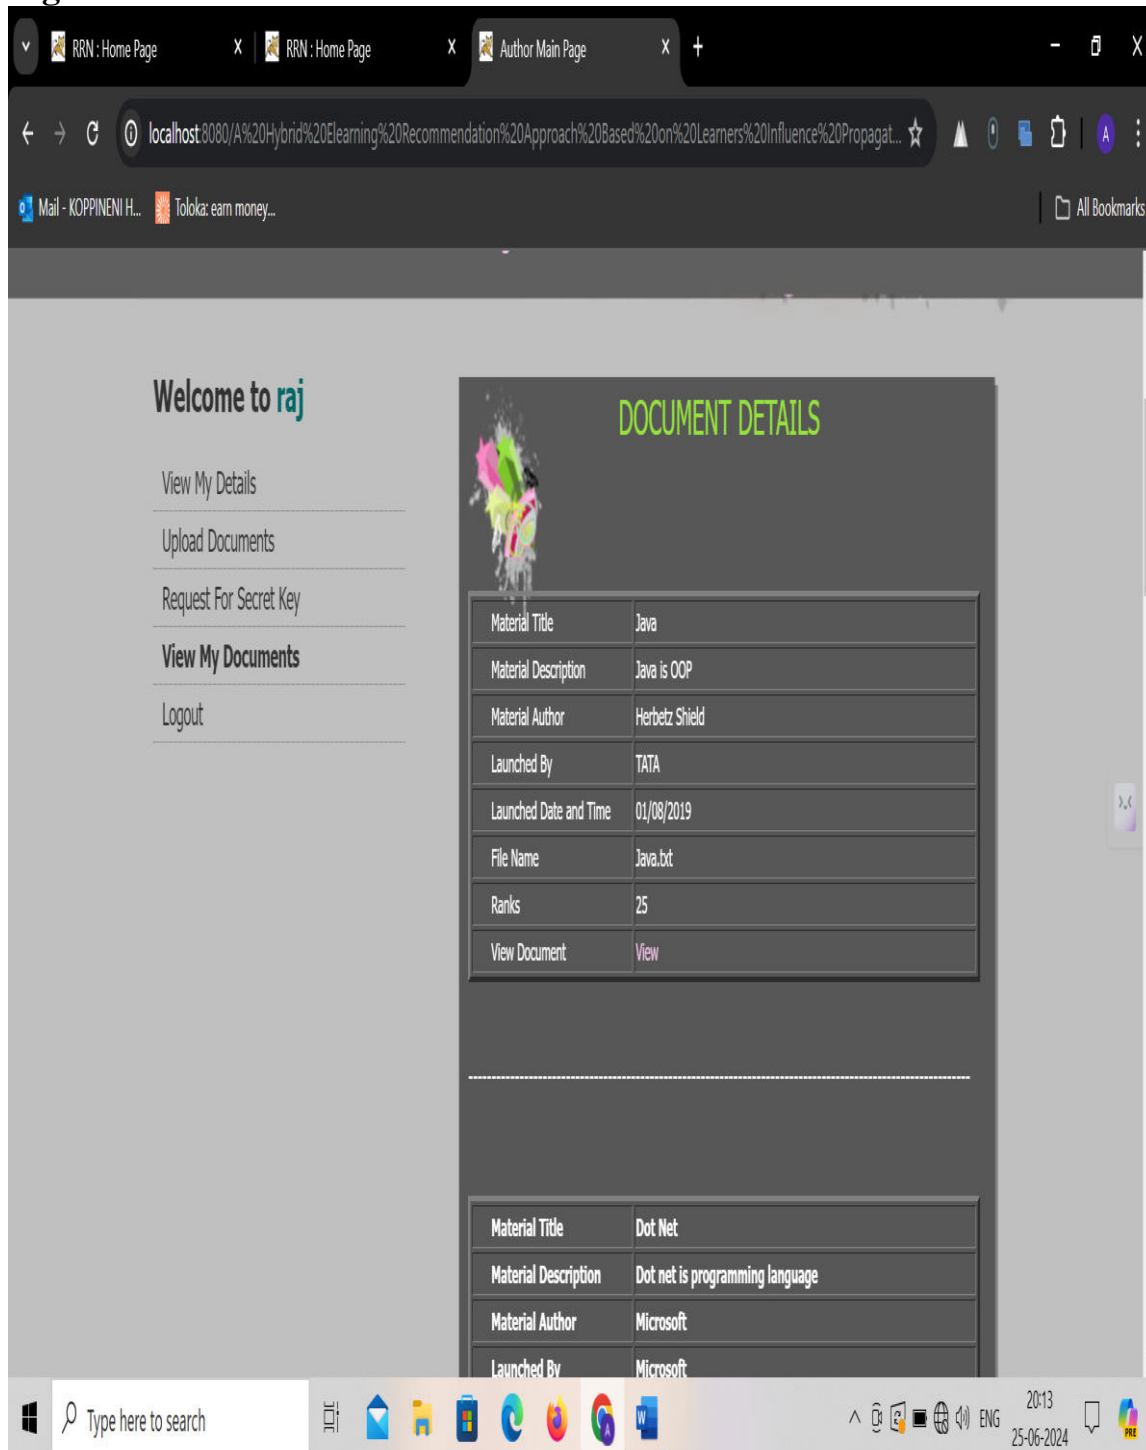 RRN : Home Page X RRN : Home Page X Author Main Page X + - X
localhost:8080/A%20Hybrid%20Elearning%20Recommendation%20Approach%20Based%20on%20Learners%20Influence%20Propagat... A
Mail - KOPPINENI H... Toloka: earn money... All Bookmarks
Welcome to raj
View My Details
Upload Documents
Request For Secret Key
View My Documents
Logout
DOCUMENT DETAILS
Material Title Java
Material Description Java is OOP
Material Author Herbetz Shield
Launched By TATA
Launched Date and Time 01/08/2019
File Name Java.txt
Ranks 25
View Document View
Material Title Dot Net
Material Description Dot net is programming language
Material Author Microsoft
Launched By Microsoft
Type here to search ENG 20:13
25-06-2024 PRE